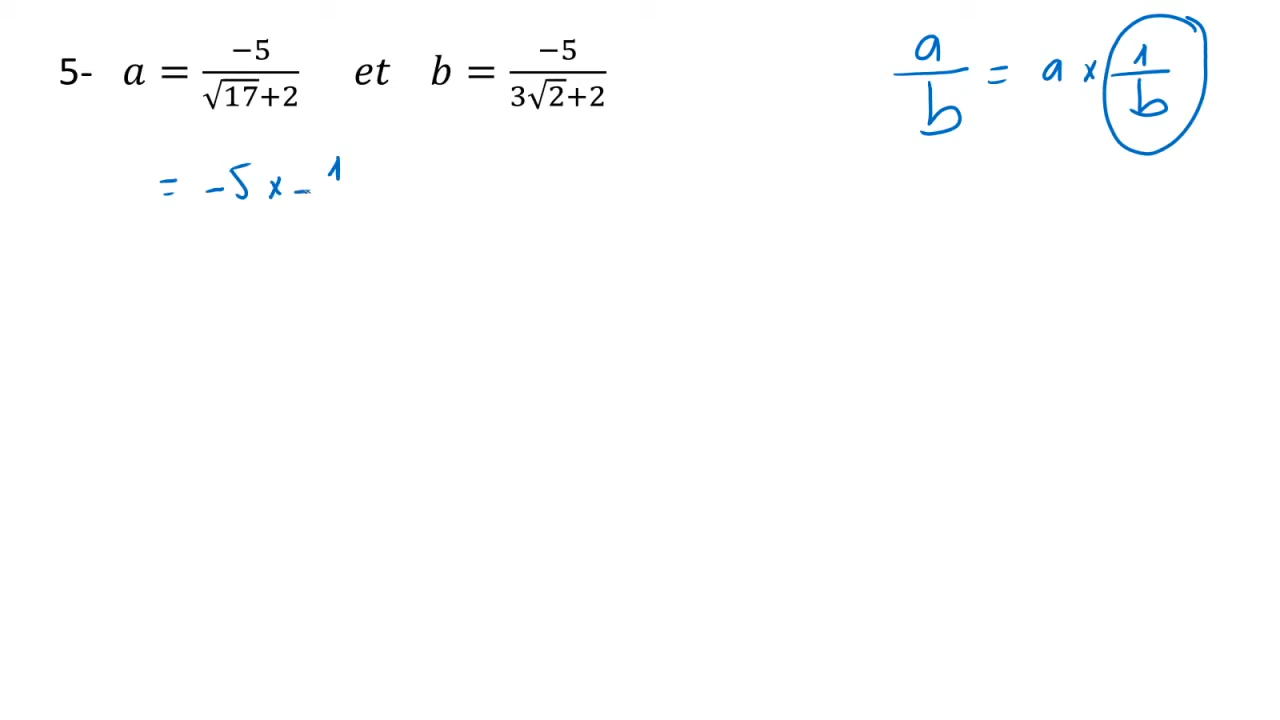 5- a = −5/(√17+2) et b = −5/(3√2+2)
a/b = a × 1/b
= -5 × - 1